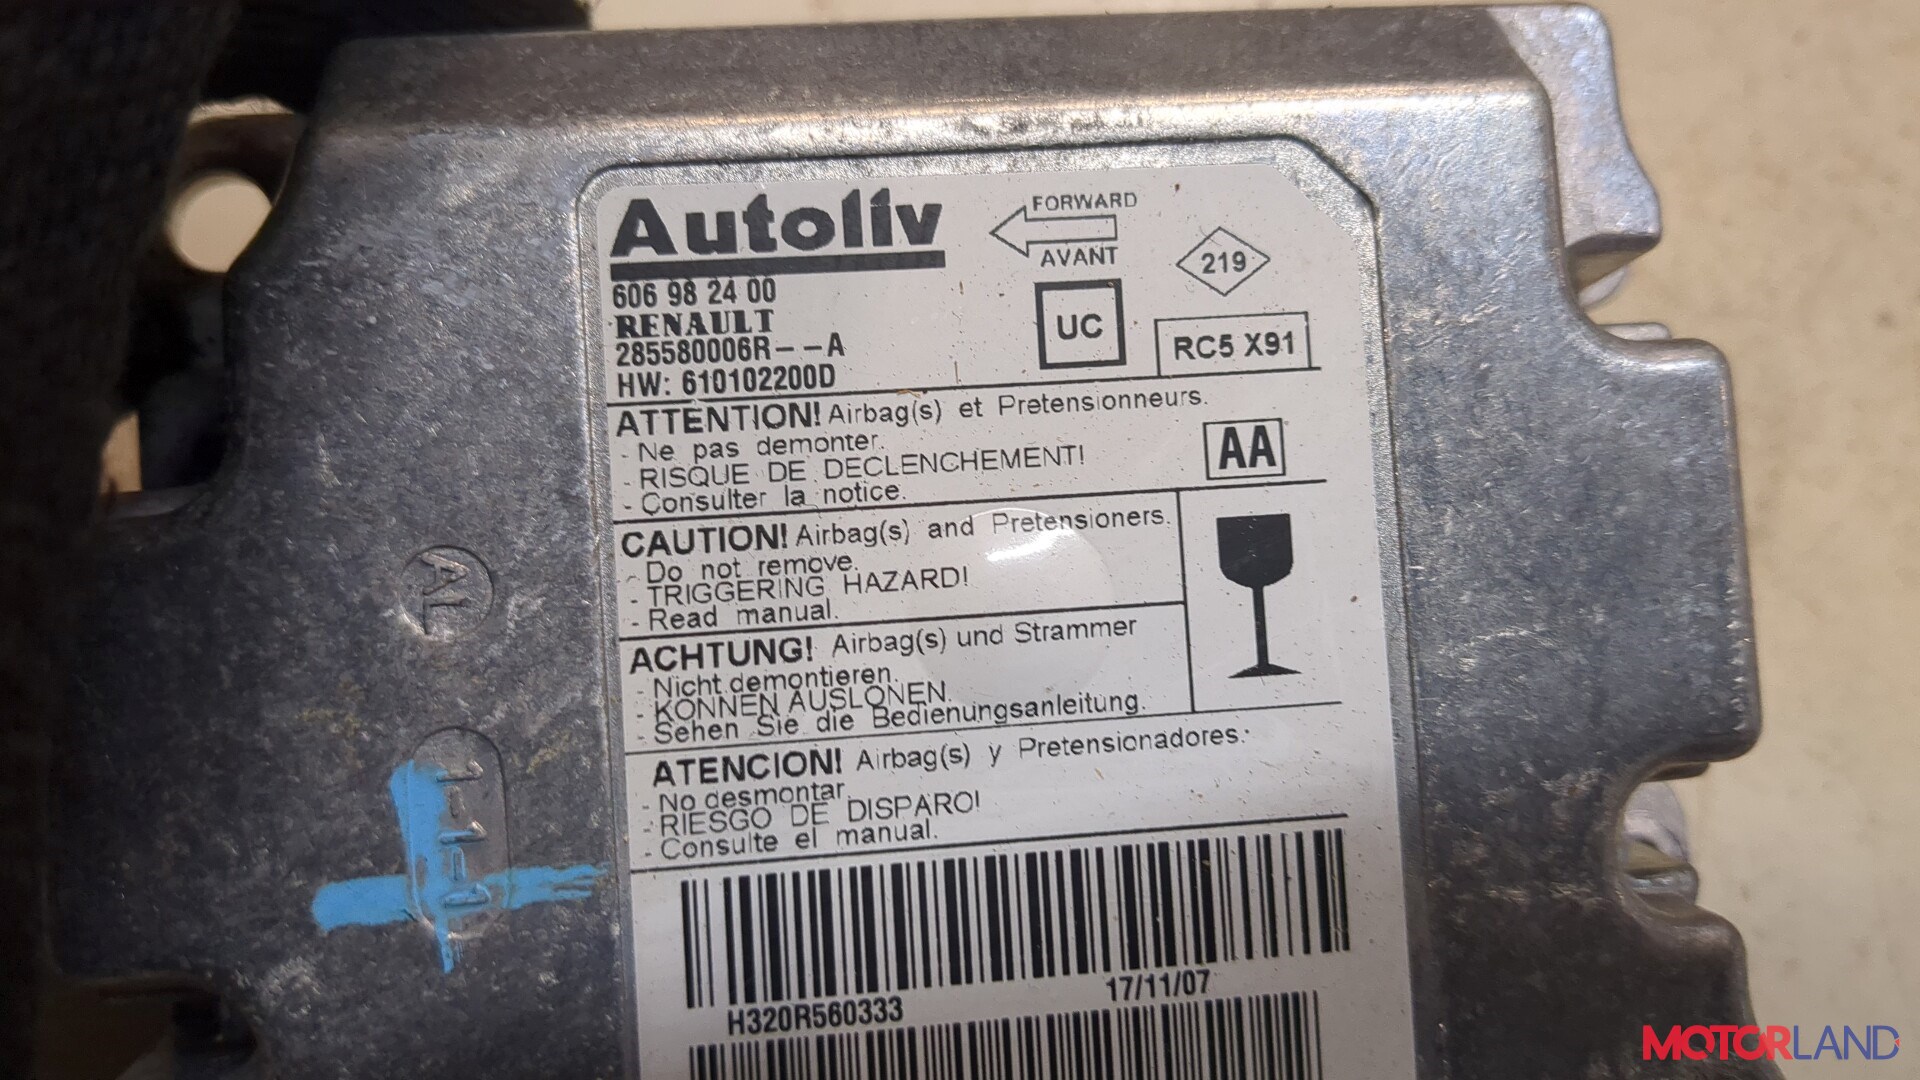 Autoliv
FORWARD
AVANT
219
606 98 2400
RENAULT
285580006R--A
HW: 610102200D
UC
RC5 X91
ATTENTION! Airbag(s) et Pretensionneurs.
- Ne pas demonter.
- RISQUE DE DECLENCHEMENT!
- Consulter la notice.
AA
CAUTION! Airbag(s) and Pretensioners.
- Do not remove.
- TRIGGERING HAZARD!
- Read manual.
ACHTUNG! Airbag(s) und Strammer
- Nicht demontieren.
- KONNEN AUSLONEN.
- Sehen Sie die Bedienungsanleitung.
ATENCION! Airbag(s) y Pretensionadores.
- No desmontar
- RIESGO DE DISPARO!
- Consulte el manual.
H320R560333
17/11/07
AL
MOTORLAND